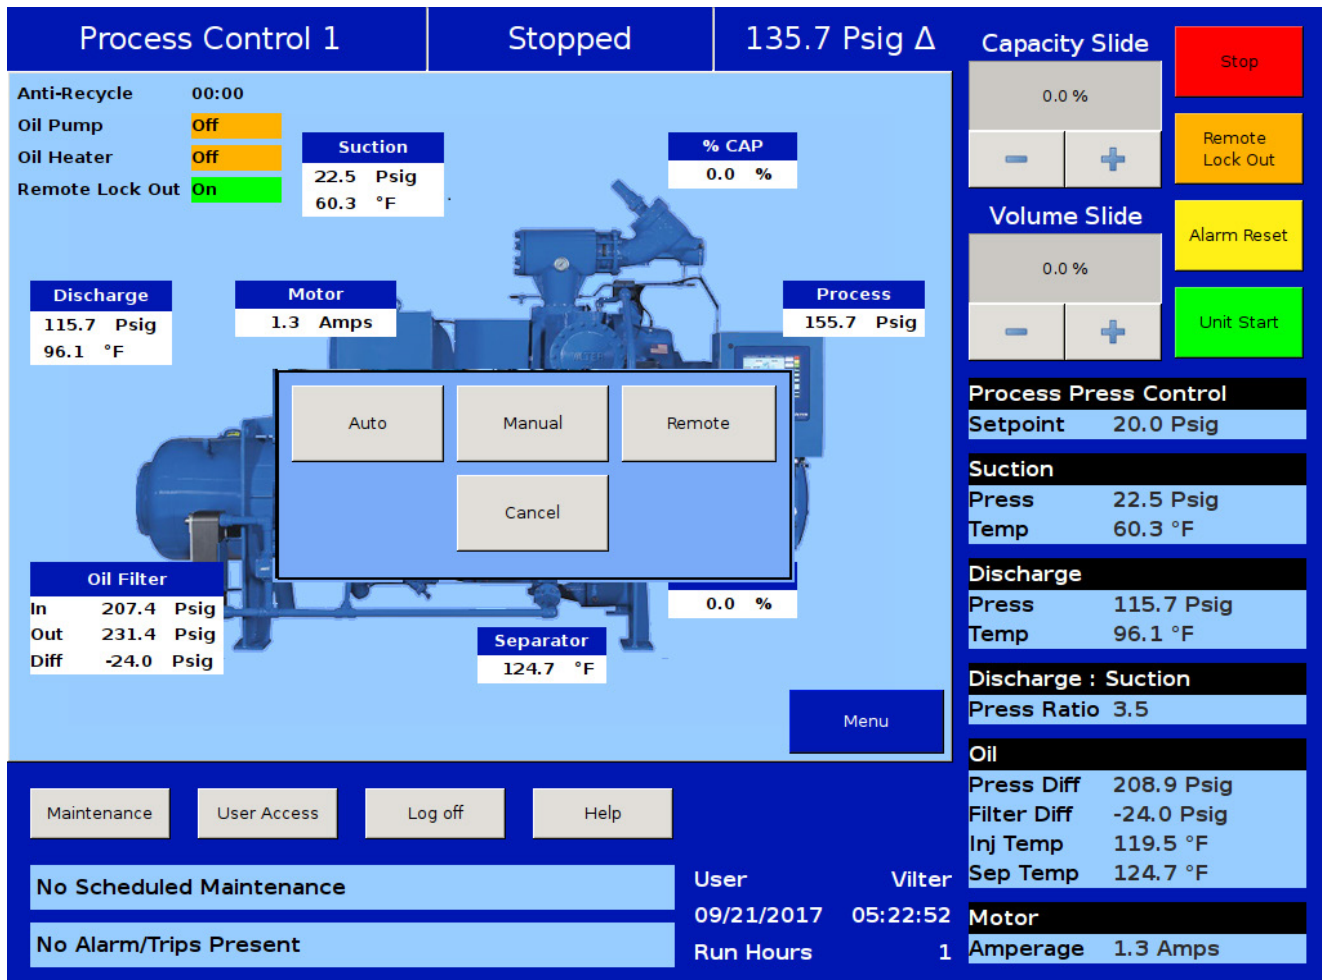 Process Control 1
Stopped
135.7 Psig Δ
Anti-Recycle 00:00
Oil Pump Off
Oil Heater Off
Remote Lock Out On
Suction
22.5 Psig
60.3 °F
% CAP
0.0 %
Discharge
115.7 Psig
96.1 °F
Motor
1.3 Amps
Process
155.7 Psig
Auto
Manual
Remote
Cancel
Oil Filter
In 207.4 Psig
Out 231.4 Psig
Diff -24.0 Psig
0.0 %
Separator
124.7 °F
Menu
Maintenance
User Access
Log off
Help
No Scheduled Maintenance
No Alarm/Trips Present
User Vilter
09/21/2017 05:22:52
Run Hours 1
Capacity Slide
0.0 %
Volume Slide
0.0 %
Stop
Remote
Lock Out
Alarm Reset
Unit Start
Process Press Control
Setpoint 20.0 Psig
Suction
Press 22.5 Psig
Temp 60.3 °F
Discharge
Press 115.7 Psig
Temp 96.1 °F
Discharge : Suction
Press Ratio 3.5
Oil
Press Diff 208.9 Psig
Filter Diff -24.0 Psig
Inj Temp 119.5 °F
Sep Temp 124.7 °F
Motor
Amperage 1.3 Amps